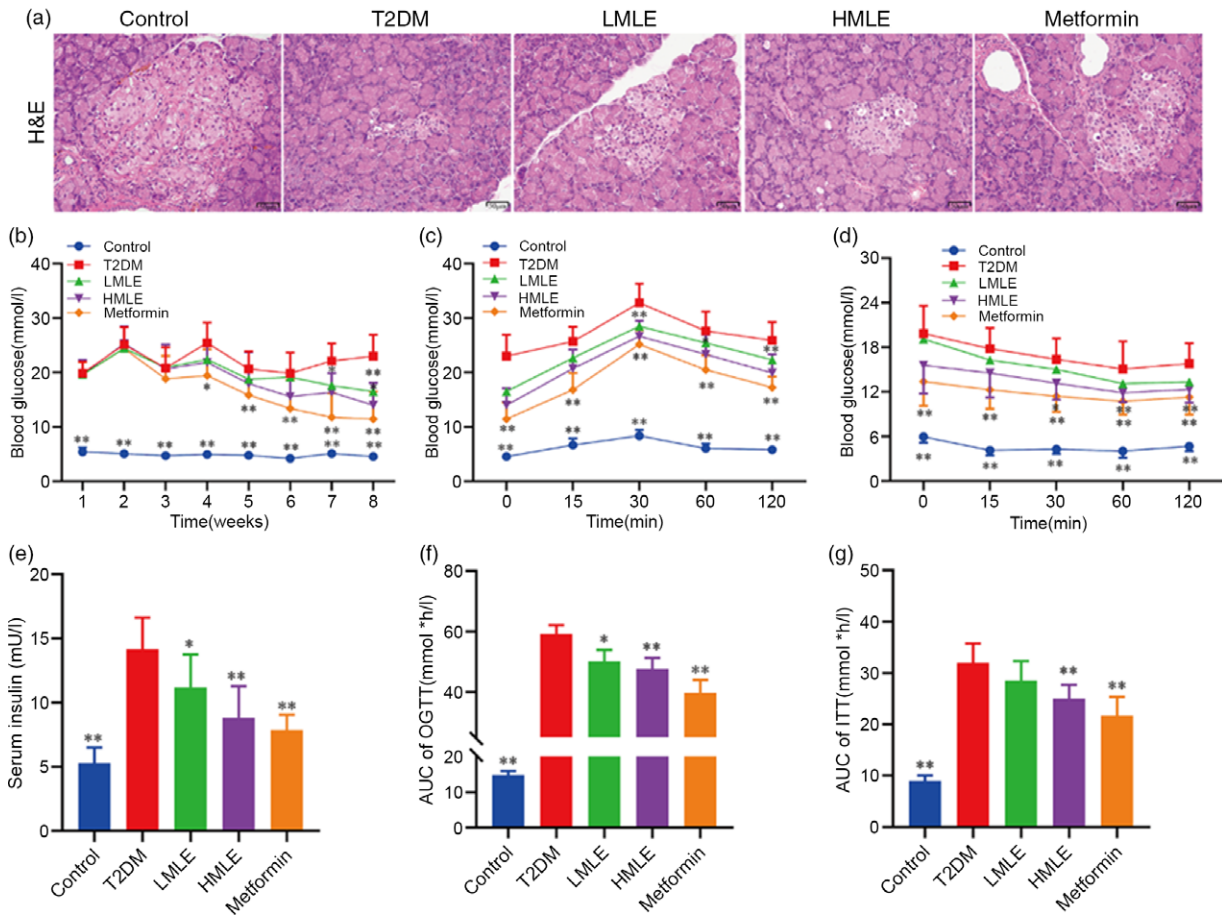 (a) Control T2DM LMLE HMLE Metformin
H&E
(b)
Control
T2DM
LMLE
HMLE
Metformin
Blood glucose(mmol/l)
40
30
20
10
0
** ** ** ** ** ** ** **
* ** ** ** **
* **
*
1 2 3 4 5 6 7 8
Time(weeks)
(c)
Control
T2DM
LMLE
HMLE
Metformin
Blood glucose(mmol/l)
40
30
20
10
0
** ** **
** ** ** ** **
** ** ** ** **
0 15 30 60 120
Time(min)
(d)
Control
T2DM
LMLE
HMLE
Metformin
Blood glucose(mmol/l)
30
24
18
12
6
0
** ** ** ** **
** ** ** ** **
0 15 30 60 120
Time(min)
(e)
Serum insulin (mU/l)
20
15
10
5
0
** * ** **
Control T2DM LMLE HMLE Metformin
(f)
AUC of OGTT(mmol *h/l)
80
60
40
20
10
0
** * ** **
Control T2DM LMLE HMLE Metformin
(g)
AUC of ITT(mmol *h/l)
50
40
30
20
10
0
** ** **
Control T2DM LMLE HMLE Metformin